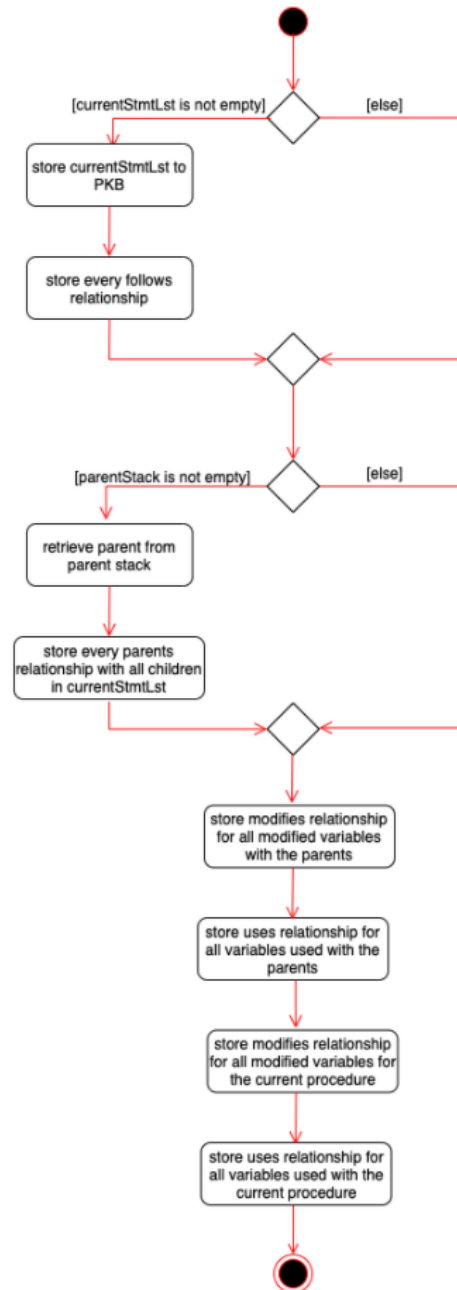 [currentStmtLst is not empty]
[else]
store currentStmtLst to
PKB
store every follows
relationship
[parentStack is not empty]
[else]
retrieve parent from
parent stack
store every parents
relationship with all children
in currentStmtLst
store modifies relationship
for all modified variables
with the parents
store uses relationship for
all variables used with the
parents
store modifies relationship
for all modified variables for
the current procedure
store uses relationship for
all variables used with the
current procedure